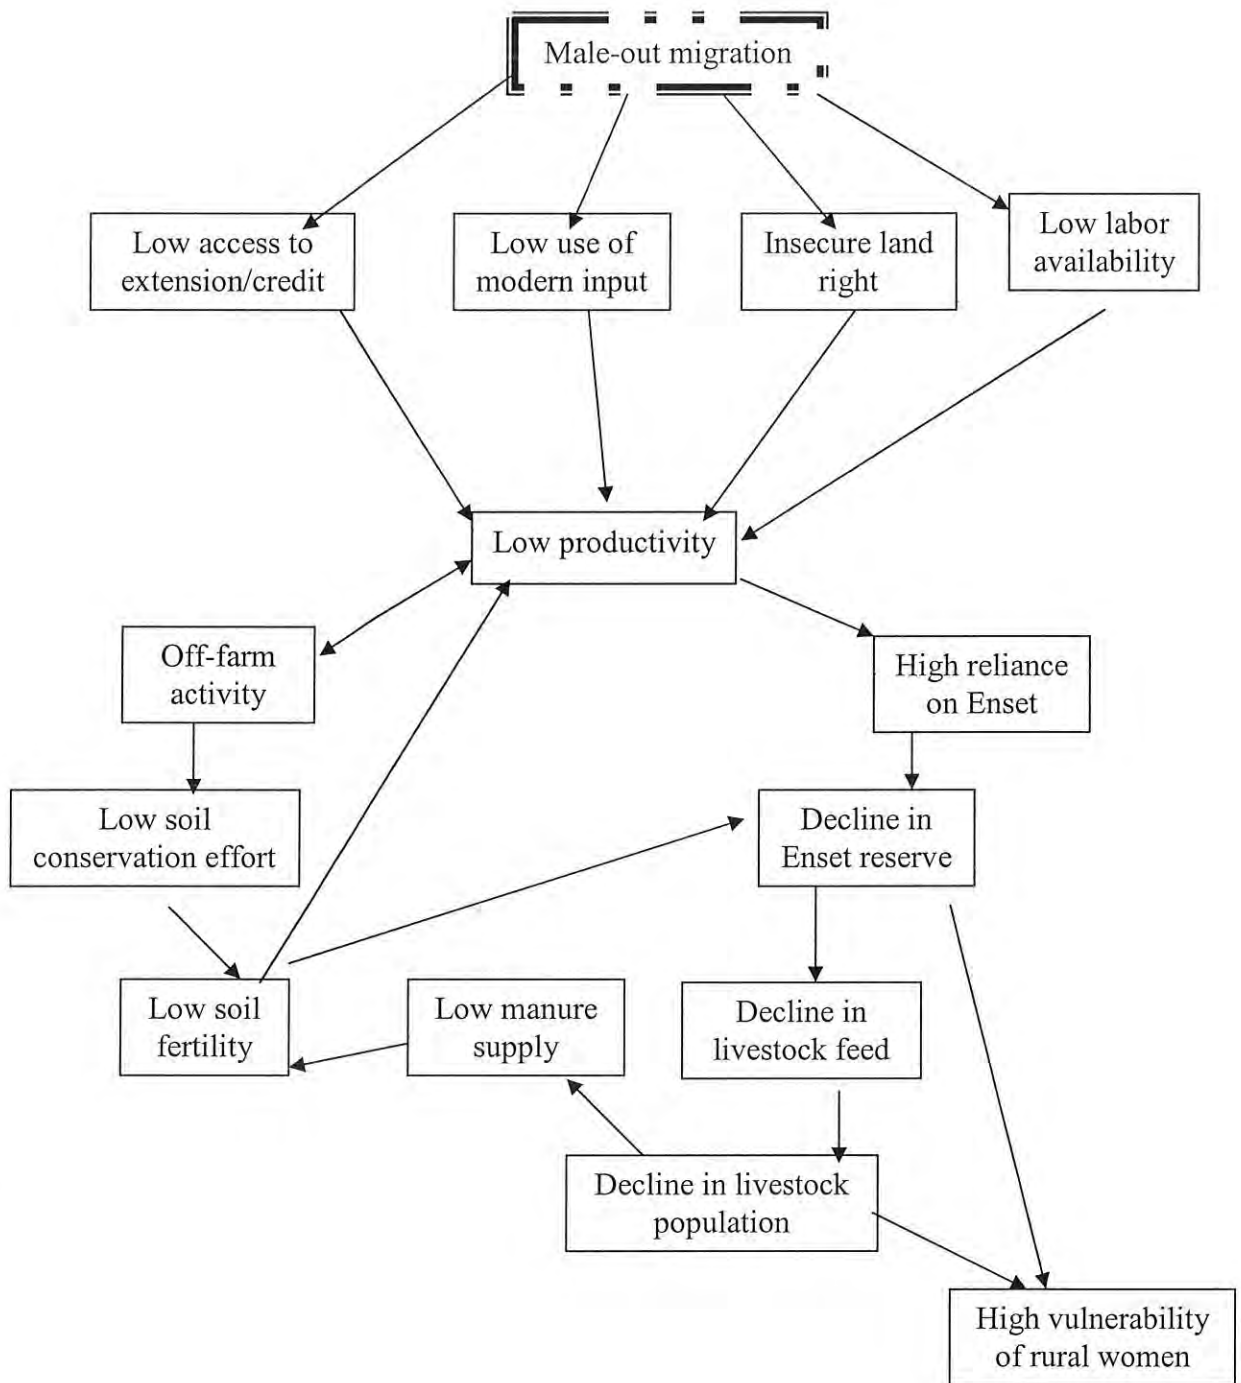 Male-out migration
Low access to
extension/credit
Low use of
modern input
Insecure land
right
Low labor
availability
Low productivity
Off-farm
activity
High reliance
on Enset
Low soil
conservation effort
Decline in
Enset reserve
Low soil
fertility
Low manure
supply
Decline in
livestock feed
Decline in livestock
population
High vulnerability
of rural women